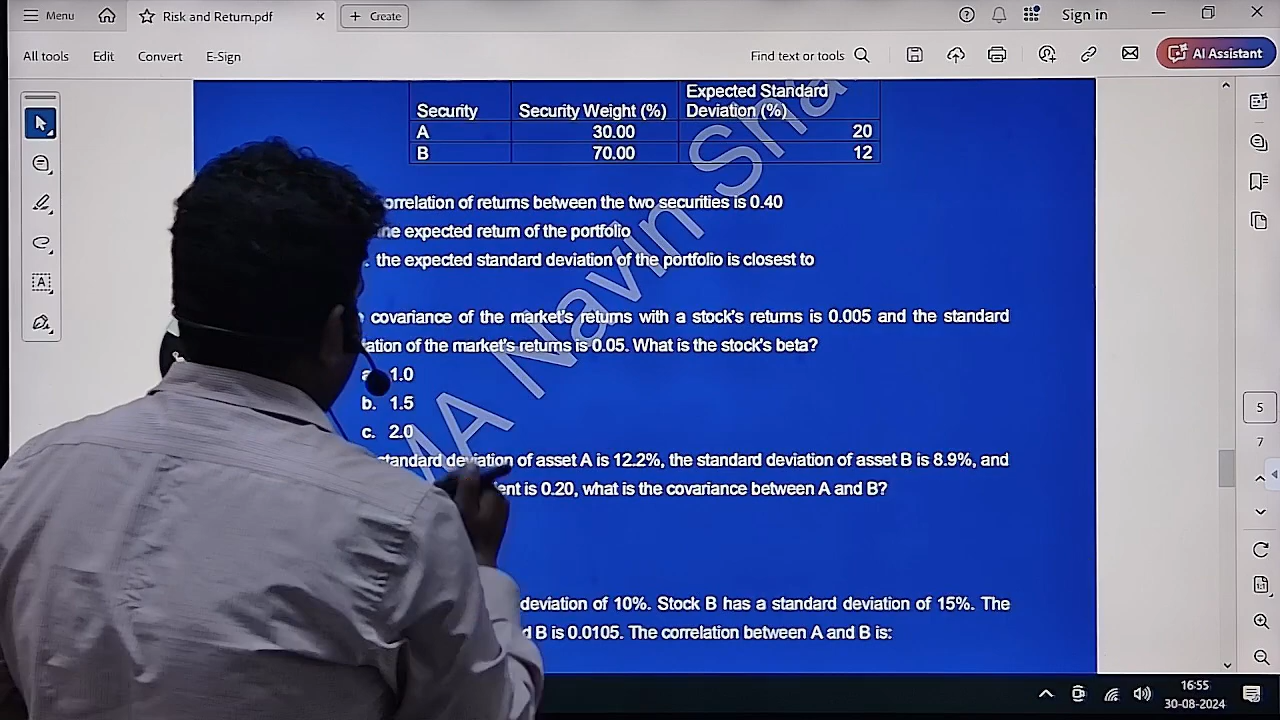 Menu
Risk and Return.pdf
Create
Sign in
All tools
Edit
Convert
E-Sign
Find text or tools
AI Assistant
Security
Security Weight (%)
Expected Standard
Deviation (%)
A 30.00 20
B 70.00 12
orrelation of returns between the two securities is 0.40
the expected return of the portfolio
the expected standard deviation of the portfolio is closest to
covariance of the market's returns with a stock's returns is 0.005 and the standard
ation of the market's returns is 0.05. What is the stock's beta?
a. 1.0
b. 1.5
c. 2.0
standard deviation of asset A is 12.2%, the standard deviation of asset B is 8.9%, and
ent is 0.20, what is the covariance between A and B?
deviation of 10%. Stock B has a standard deviation of 15%. The
d B is 0.0105. The correlation between A and B is:
MA Navin Sha
5
7
16:55
30-08-2024